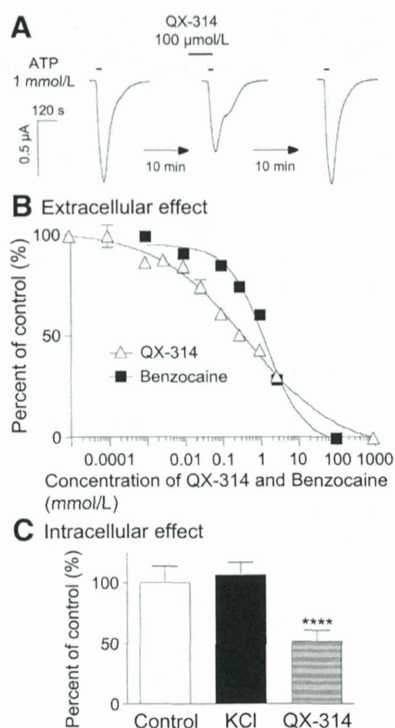 A
QX-314
100 µmol/L
ATP
1 mmol/L
120 s
0.5 µA
10 min
10 min
B Extracellular effect
Percent of control (%)
100
50
0
QX-314
Benzocaine
0.0001
0.01
0.1
1
10
100
1000
Concentration of QX-314 and Benzocaine
(mmol/L)
C Intracellular effect
Percent of control (%)
100
50
0
****
Control
KCl
QX-314